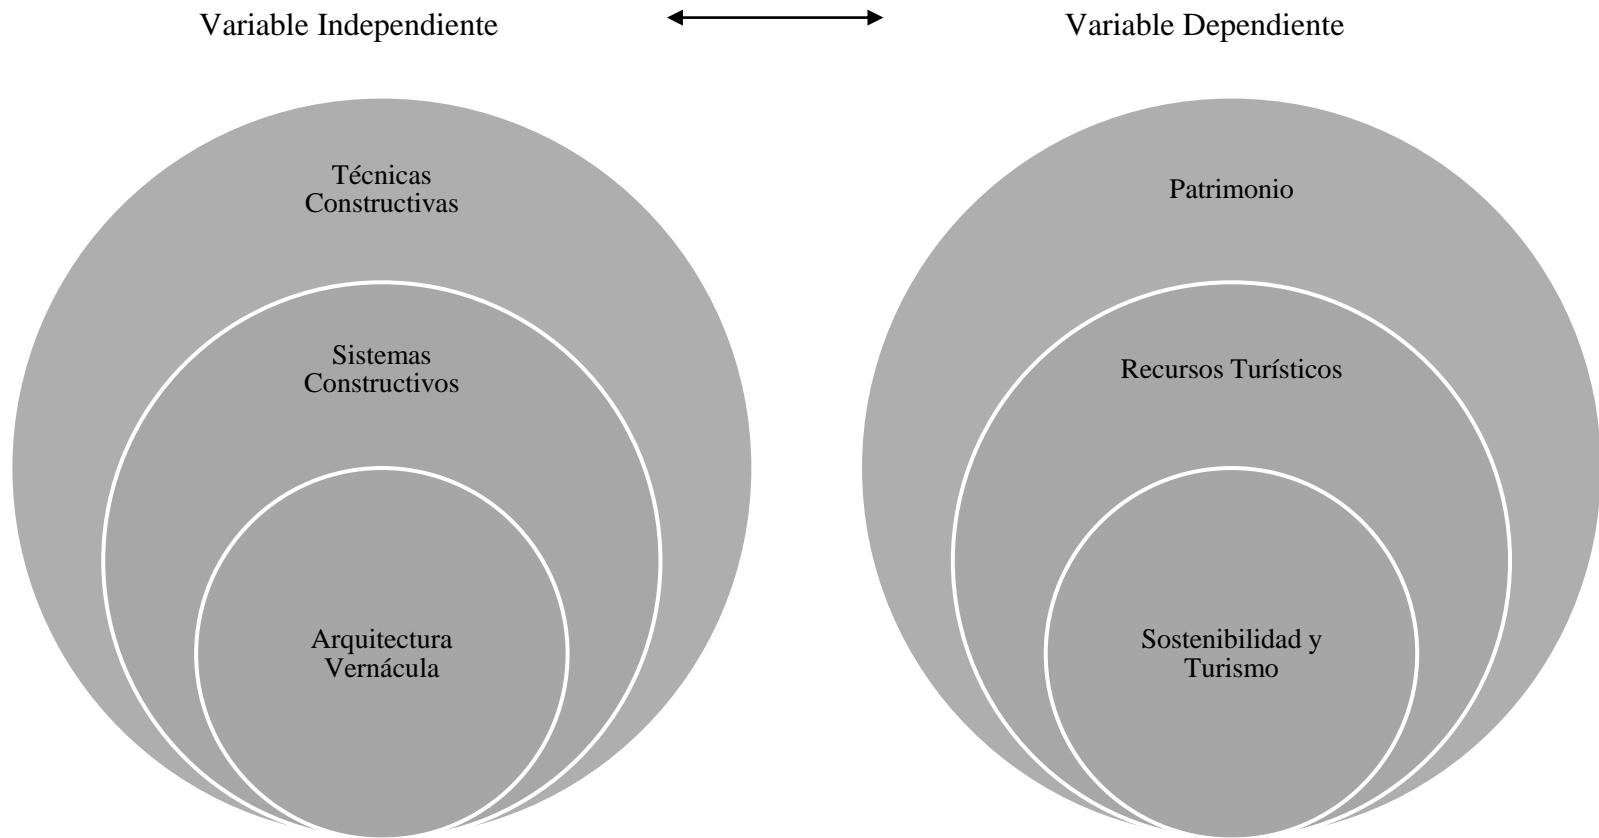 Variable Independiente
Variable Dependiente
Técnicas
Constructivas
Sistemas
Constructivos
Arquitectura
Vernácula
Patrimonio
Recursos Turísticos
Sostenibilidad y
Turismo